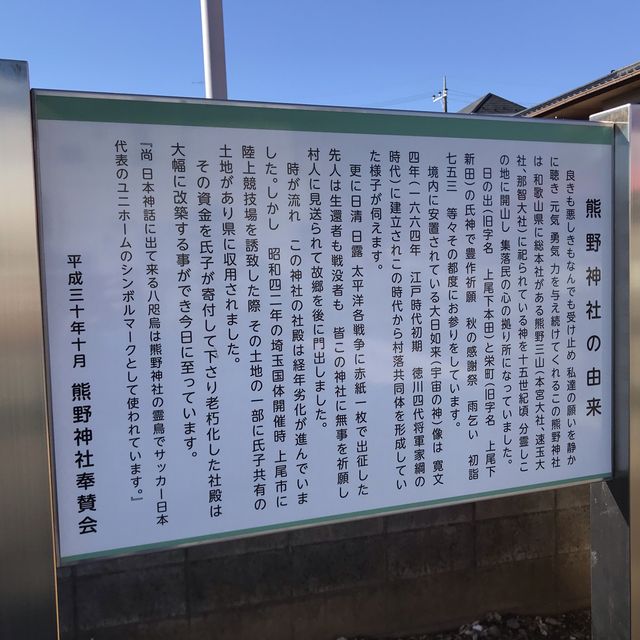 熊野神社の由来
良きも悪しきもなんでも受け止め 私達の願いを静か
に聴き 元気 勇気 力を与え続けてくれるこの熊野神社
は 和歌山県に総本社がある熊野三山(本宮大社、速玉大
社、那智大社)に祀られている神を十五世紀頃 分霊しこ
の地に開山し 集落民の心の拠り所になっていました。
日の出(旧字名 上尾下本田)と栄町(旧字名 上尾下
新田)の氏神で豊作祈願 秋の感謝祭 雨乞い 初詣
七五三 等々その都度にお参りをしています。
境内に安置されている大日如来(宇宙の神)像は 寛文
四年(一六六四年 江戸時代初期 徳川四代将軍家綱の
時代)に建立されこの時代から村落共同体を形成してい
た様子が伺えます。
更に日清 日露 太平洋各戦争に赤紙一枚で出征した
先人は生還者も戦没者も 皆この神社に無事を祈願し
村人に見送られて故郷を後に門出しました。
時が流れ この神社の社殿は経年劣化が進んでいま
した。しかし 昭和四二年の埼玉国体開催時 上尾市に
陸上競技場を誘致した際 その土地の一部に氏子共有の
土地があり県に収用されました。
その資金を氏子が寄付して下さり老朽化した社殿は
大幅に改築する事ができ今日に至っています。
『尚 日本神話に出て来る八咫烏は熊野神社の霊鳥でサッカー日本
代表のユニホームのシンボルマークとして使われています。』
平成三十年十月 熊野神社奉賛会